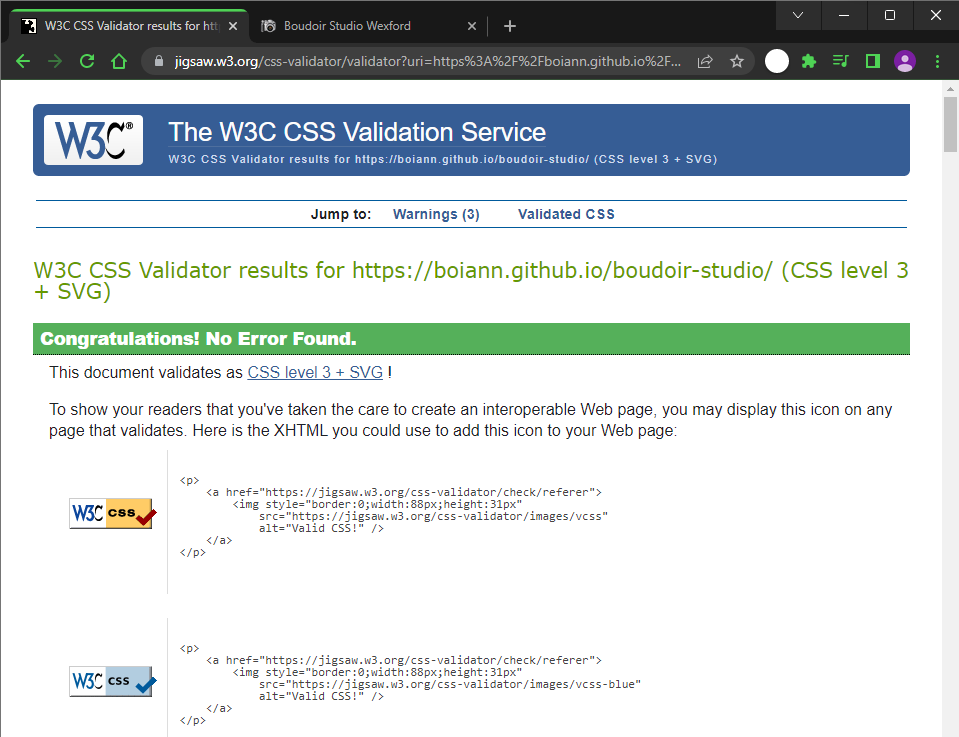 W3C CSS Validator results for htt
Boudoir Studio Wexford
jigsaw.w3.org/css-validator/validator?uri=https%3A%2F%2Fboiann.github.io%2F...
W3C®
The W3C CSS Validation Service
W3C CSS Validator results for https://boiann.github.io/boudoir-studio/ (CSS level 3 + SVG)
Jump to: Warnings (3) Validated CSS
W3C CSS Validator results for https://boiann.github.io/boudoir-studio/ (CSS level 3
+ SVG)
Congratulations! No Error Found.
This document validates as CSS level 3 + SVG !
To show your readers that you've taken the care to create an interoperable Web page, you may display this icon on any
page that validates. Here is the XHTML you could use to add this icon to your Web page:
W3C css
<p>
<a href="https://jigsaw.w3.org/css-validator/check/referer">
<img style="border:0;width:88px;height:31px"
src="https://jigsaw.w3.org/css-validator/images/vcss"
alt="Valid CSS!" />
</a>
</p>
W3C css
<p>
<a href="https://jigsaw.w3.org/css-validator/check/referer">
<img style="border:0;width:88px;height:31px"
src="https://jigsaw.w3.org/css-validator/images/vcss-blue"
alt="Valid CSS!" />
</a>
</p>